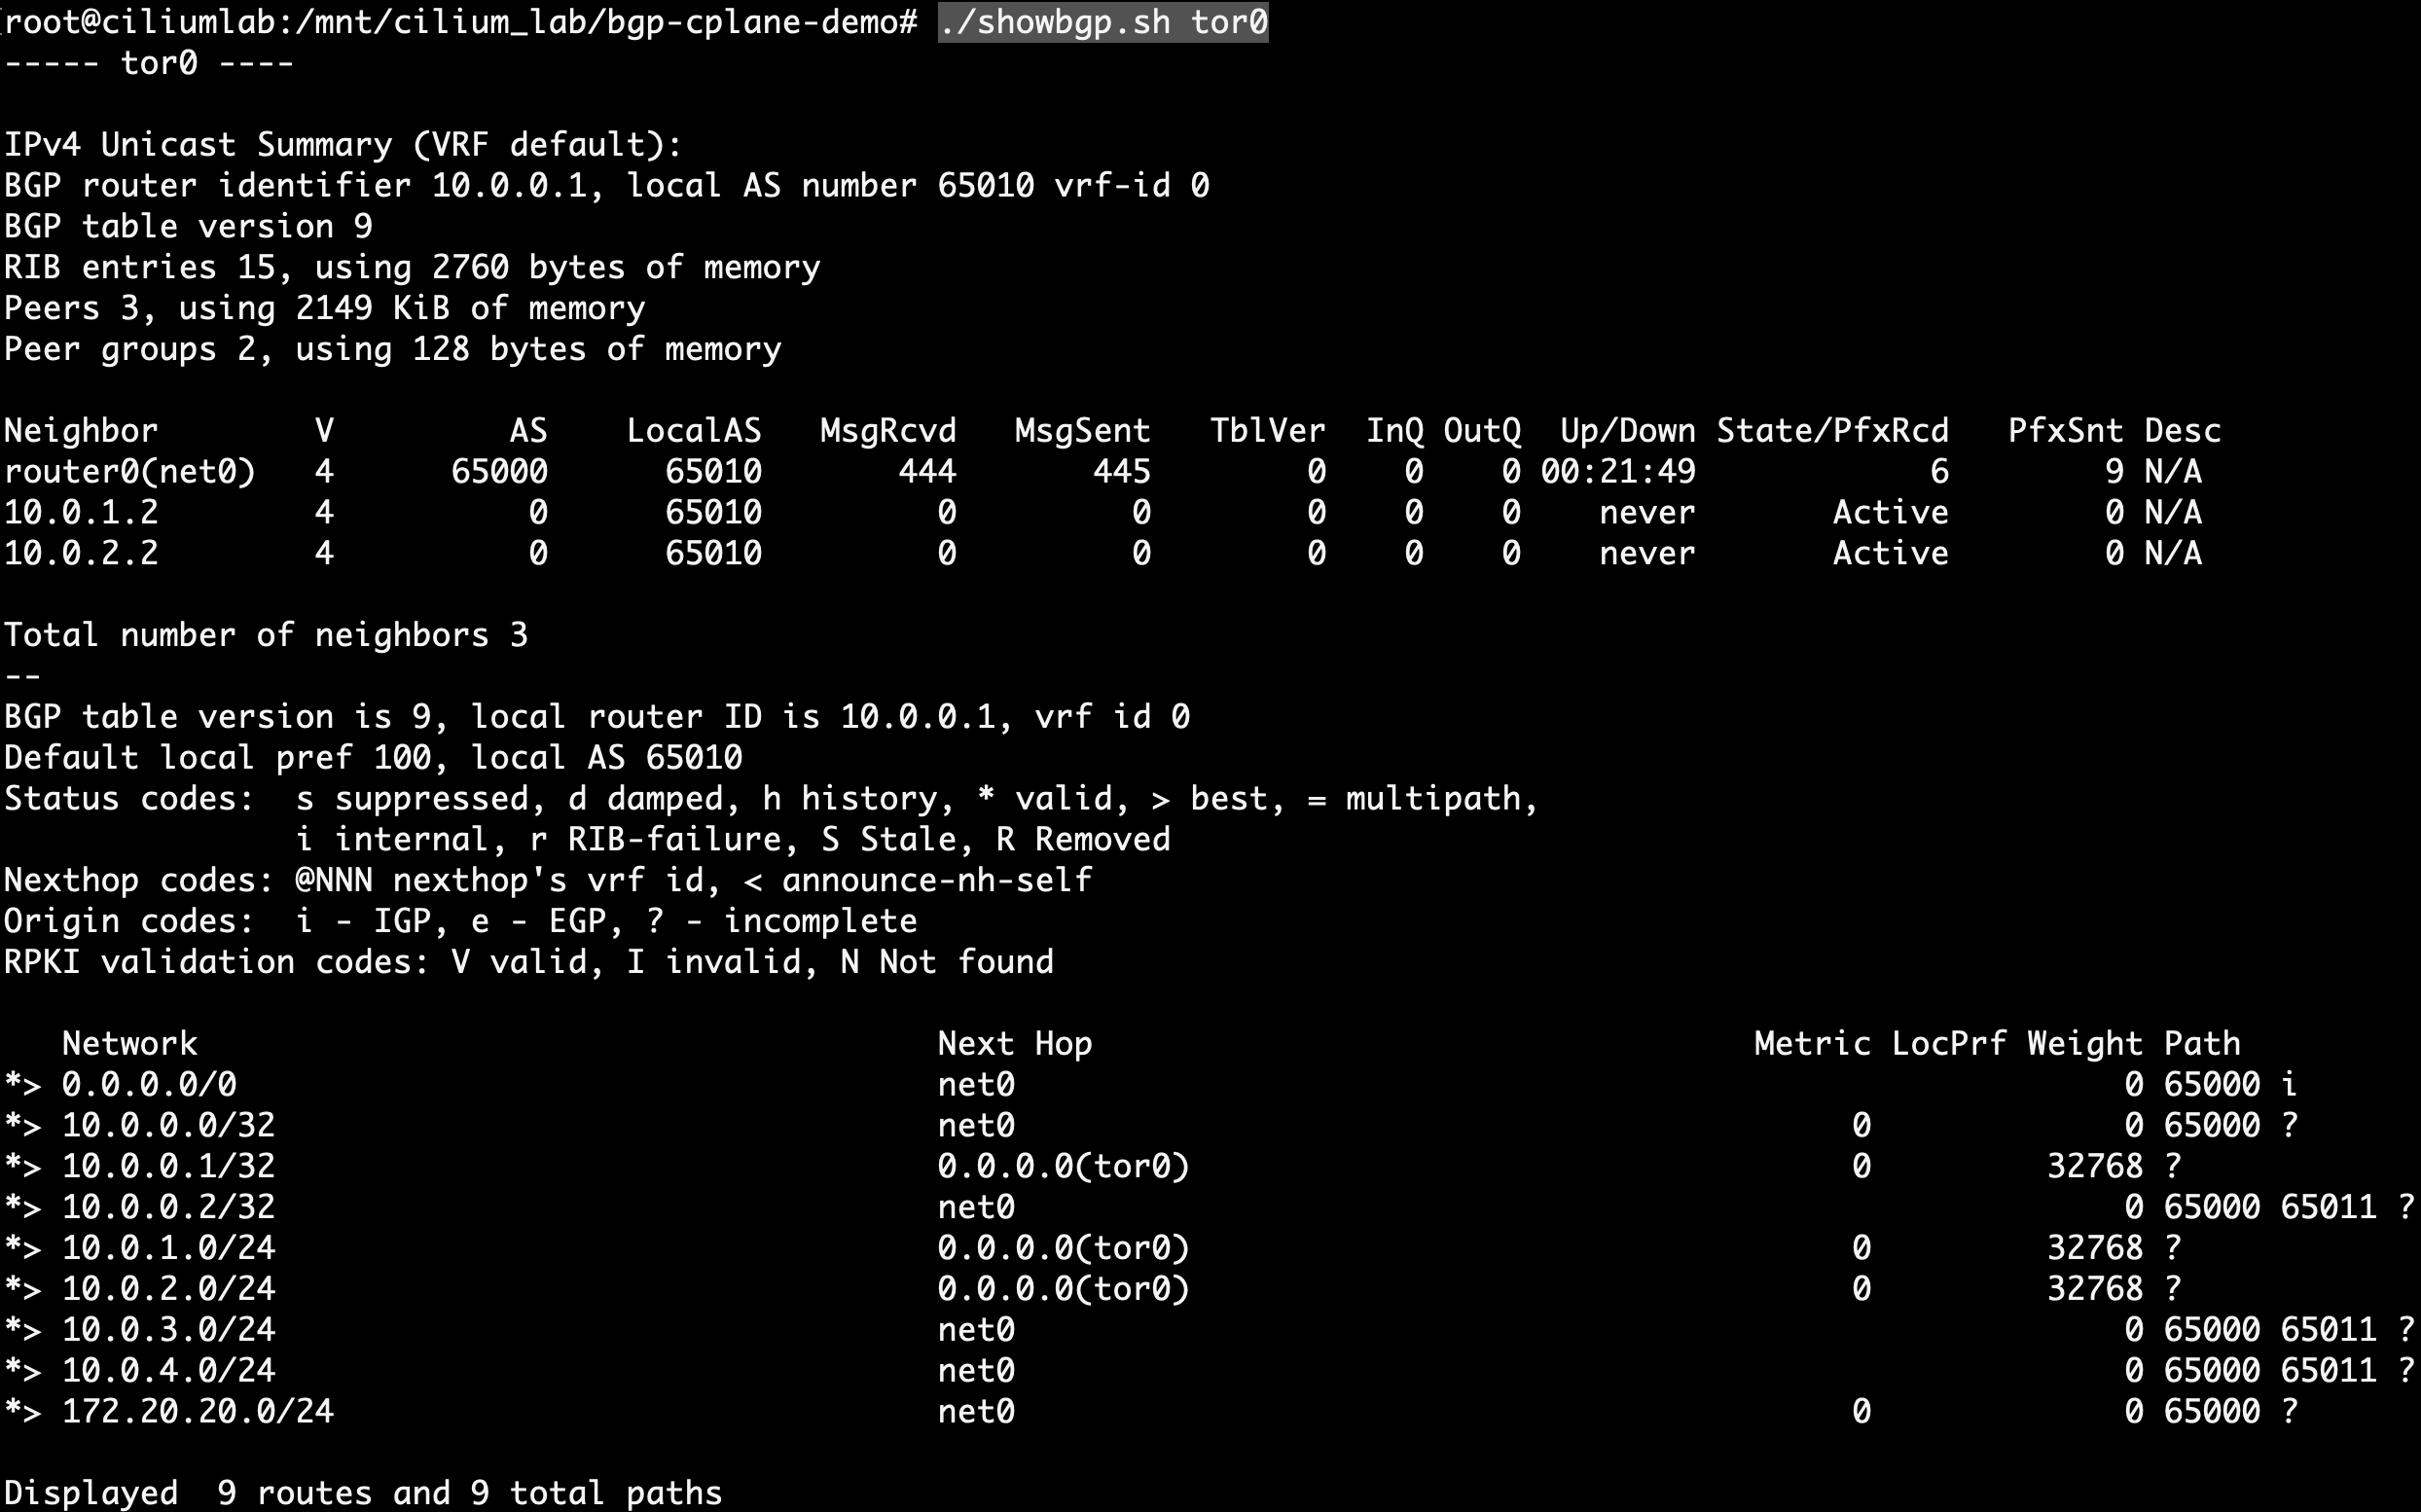 root@ciliumlab:/mnt/cilium_lab/bgp-cplane-demo# ./showbgp.sh tor0
----- tor0 ----
IPv4 Unicast Summary (VRF default):
BGP router identifier 10.0.0.1, local AS number 65010 vrf-id 0
BGP table version 9
RIB entries 15, using 2760 bytes of memory
Peers 3, using 2149 KiB of memory
Peer groups 2, using 128 bytes of memory
Neighbor        V         AS    LocalAS   MsgRcvd   MsgSent   TblVer  InQ OutQ  Up/Down State/PfxRcd   PfxSnt Desc
router0(net0)   4      65000      65010       444       445        0    0    0 00:21:49            6        9 N/A
10.0.1.2        4          0      65010         0         0        0    0    0    never       Active        0 N/A
10.0.2.2        4          0      65010         0         0        0    0    0    never       Active        0 N/A
Total number of neighbors 3
--
BGP table version is 9, local router ID is 10.0.0.1, vrf id 0
Default local pref 100, local AS 65010
Status codes:  s suppressed, d damped, h history, * valid, > best, = multipath,
               i internal, r RIB-failure, S Stale, R Removed
Nexthop codes: @NNN nexthop's vrf id, < announce-nh-self
Origin codes:  i - IGP, e - EGP, ? - incomplete
RPKI validation codes: V valid, I invalid, N Not found
   Network                                      Next Hop                                  Metric LocPrf Weight Path
*> 0.0.0.0/0                                    net0                                                         0 65000 i
*> 10.0.0.0/32                                  net0                                           0             0 65000 ?
*> 10.0.0.1/32                                  0.0.0.0(tor0)                                  0         32768 ?
*> 10.0.0.2/32                                  net0                                                         0 65000 65011 ?
*> 10.0.1.0/24                                  0.0.0.0(tor0)                                  0         32768 ?
*> 10.0.2.0/24                                  0.0.0.0(tor0)                                  0         32768 ?
*> 10.0.3.0/24                                  net0                                                         0 65000 65011 ?
*> 10.0.4.0/24                                  net0                                                         0 65000 65011 ?
*> 172.20.20.0/24                               net0                                           0             0 65000 ?
Displayed  9 routes and 9 total paths